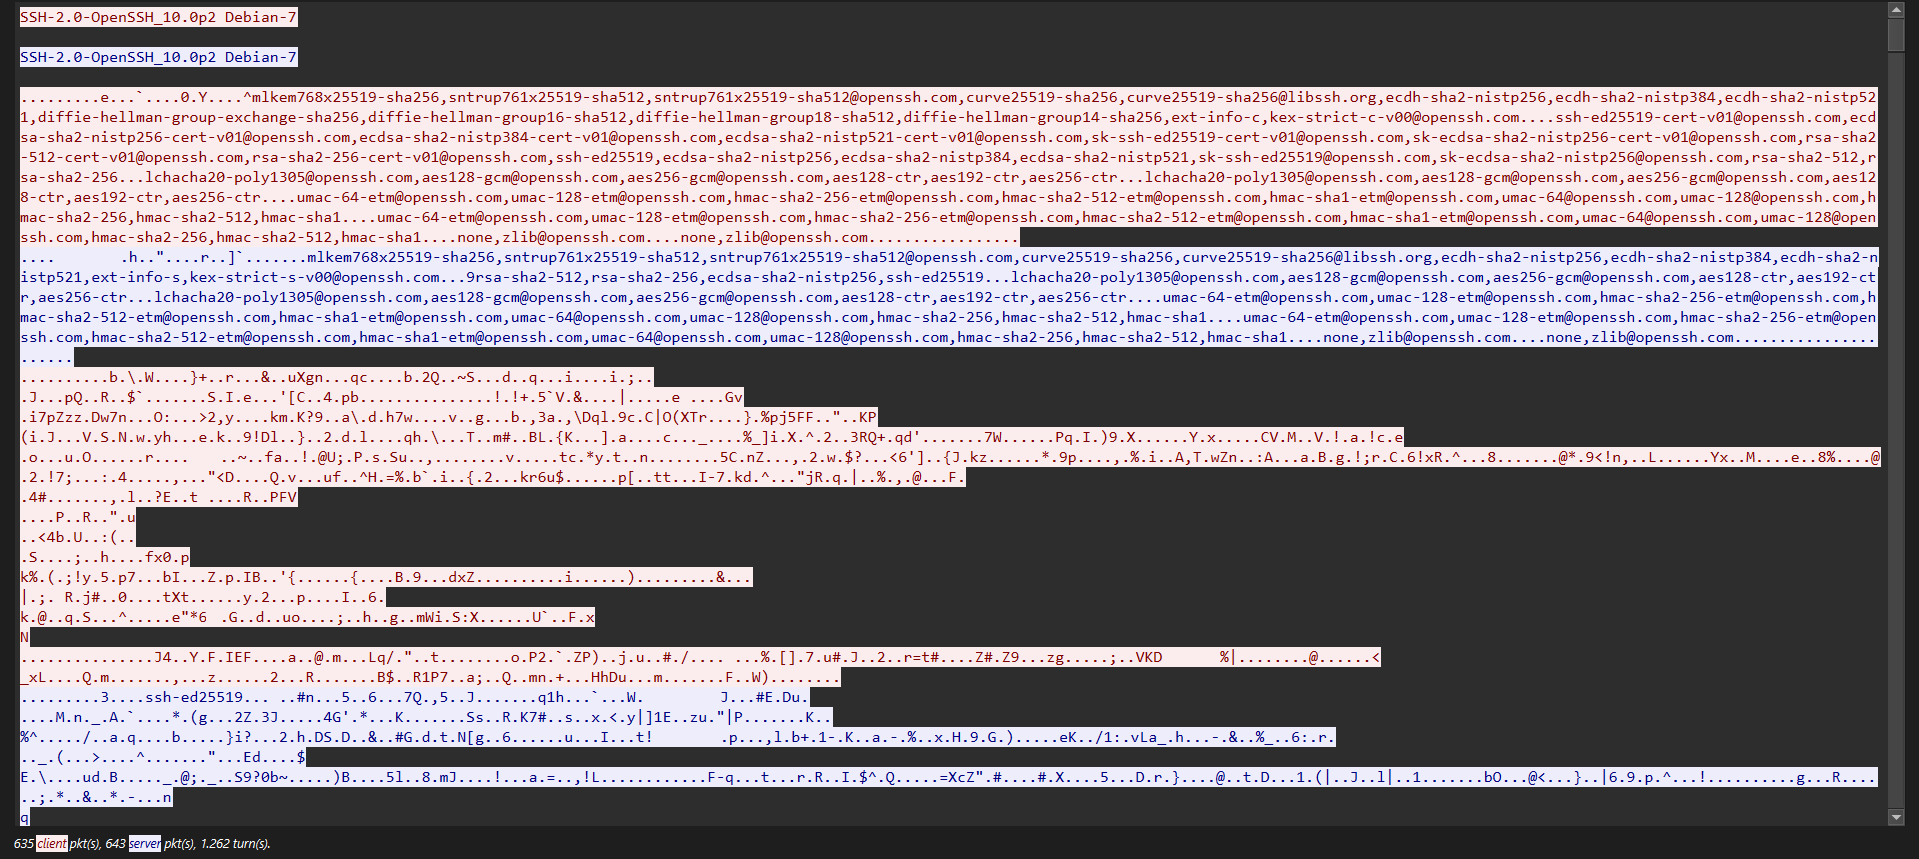 SSH-2.0-OpenSSH_10.0p2 Debian-7
SSH-2.0-OpenSSH_10.0p2 Debian-7
.........e...`....0.Y....^mlkem768x25519-sha256,sntrup761x25519-sha512,sntrup761x25519-sha512@openssh.com,curve25519-sha256,curve25519-sha256@libssh.org,ecdh-sha2-nistp256,ecdh-sha2-nistp384,ecdh-sha2-nistp52
1,diffie-hellman-group-exchange-sha256,diffie-hellman-group16-sha512,diffie-hellman-group18-sha512,diffie-hellman-group14-sha256,ext-info-c,kex-strict-c-v00@openssh.com....ssh-ed25519-cert-v01@openssh.com,ecd
sa-sha2-nistp256-cert-v01@openssh.com,ecdsa-sha2-nistp384-cert-v01@openssh.com,ecdsa-sha2-nistp521-cert-v01@openssh.com,sk-ssh-ed25519-cert-v01@openssh.com,sk-ecdsa-sha2-nistp256-cert-v01@openssh.com,rsa-sha2
-512-cert-v01@openssh.com,rsa-sha2-256-cert-v01@openssh.com,ssh-ed25519,ecdsa-sha2-nistp256,ecdsa-sha2-nistp384,ecdsa-sha2-nistp521,sk-ssh-ed25519@openssh.com,sk-ecdsa-sha2-nistp256@openssh.com,rsa-sha2-512,r
sa-sha2-256...lchacha20-poly1305@openssh.com,aes128-gcm@openssh.com,aes256-gcm@openssh.com,aes128-ctr,aes192-ctr,aes256-ctr...lchacha20-poly1305@openssh.com,aes128-gcm@openssh.com,aes256-gcm@openssh.com,aes12
8-ctr,aes192-ctr,aes256-ctr....umac-64-etm@openssh.com,umac-128-etm@openssh.com,hmac-sha2-256-etm@openssh.com,hmac-sha2-512-etm@openssh.com,hmac-sha1-etm@openssh.com,umac-64@openssh.com,umac-128@openssh.com,h
mac-sha2-256,hmac-sha2-512,hmac-sha1....umac-64-etm@openssh.com,umac-128-etm@openssh.com,hmac-sha2-256-etm@openssh.com,hmac-sha2-512-etm@openssh.com,hmac-sha1-etm@openssh.com,umac-64@openssh.com,umac-128@open
ssh.com,hmac-sha2-256,hmac-sha2-512,hmac-sha1....none,zlib@openssh.com....none,zlib@openssh.com.................
....       .h.."....r..]`.......mlkem768x25519-sha256,sntrup761x25519-sha512,sntrup761x25519-sha512@openssh.com,curve25519-sha256,curve25519-sha256@libssh.org,ecdh-sha2-nistp256,ecdh-sha2-nistp384,ecdh-sha2-n
istp521,ext-info-s,kex-strict-s-v00@openssh.com...9rsa-sha2-512,rsa-sha2-256,ecdsa-sha2-nistp256,ssh-ed25519...lchacha20-poly1305@openssh.com,aes128-gcm@openssh.com,aes256-gcm@openssh.com,aes128-ctr,aes192-ct
r,aes256-ctr...lchacha20-poly1305@openssh.com,aes128-gcm@openssh.com,aes256-gcm@openssh.com,aes128-ctr,aes192-ctr,aes256-ctr....umac-64-etm@openssh.com,umac-128-etm@openssh.com,hmac-sha2-256-etm@openssh.com,h
mac-sha2-512-etm@openssh.com,hmac-sha1-etm@openssh.com,umac-64@openssh.com,umac-128@openssh.com,hmac-sha2-256,hmac-sha2-512,hmac-sha1....umac-64-etm@openssh.com,umac-128-etm@openssh.com,hmac-sha2-256-etm@open
ssh.com,hmac-sha2-512-etm@openssh.com,hmac-sha1-etm@openssh.com,umac-64@openssh.com,umac-128@openssh.com,hmac-sha2-256,hmac-sha2-512,hmac-sha1....none,zlib@openssh.com....none,zlib@openssh.com................
......
..........b.\.W....}+..r...&..uXgn...qc....b.2Q..~S...d..q...i....i.;..
.J...pQ..R..$`.......S.I.e...'[C..4.pb...............!.!+.5`V.&....|.....e ....Gv
.i7pZzz.Dw7n...O:...>2,y....km.K?9..a\.d.h7w....v..g...b.,3a.,\Dql.9c.C|O(XTr....}.%pj5FF.."..KP
(i.J...V.S.N.w.yh...e.k..9!Dl..}..2.d.l....qh.\...T..m#..BL.{K...].a....c..._....%_]i.X.^.2..3RQ+.qd'.......7W......Pq.I.)9.X......Y.x.....CV.M..V.!.a.!c.e
.o...u.O......r....    ..~..fa..!.@U;.P.s.Su..,........v.....tc.*y.t..n........5C.nZ...,.2.w.$?...<6']..{J.kz......*.9p....,.%.i..A,T.wZn..:A...a.B.g.!;r.C.6!xR.^...8.......@*.9<!n,..L......Yx..M....e..8%....@
.2.!7;...:.4.....,..."<D....Q.v...uf..^H.=%.b`.i..{.2...kr6u$......p[..tt...I-7.kd.^..."jR.q.|..%.,.@...F.
.4#.......,.l..?E..t ....R..PFV
....P..R..".u
..<4b.U..:(..
.S....;..h....fx0.p
k%.(.;!y.5.p7...bI...Z.p.IB..'{......{....B.9...dxZ..........i......).........&...
|.;. R.j#..0....tXt......y.2...p....I..6.
k.@..q.S...^.....e"*6 .G..d..uo....;..h..g..mWi.S:X......U`..F.x
N
...............J4..Y.F.IEF....a..@.m...Lq/."..t........o.P2.`.ZP)..j.u..#./.... ...%.[].7.u#.J..2..r=t#....Z#.Z9...zg.....;..VKD      %|........@......<
_xL....Q.m.......,...z......2...R.......B$..R1P7..a;..Q..mn.+...HhDu...m.......F..W)........
.........3....ssh-ed25519... ..#n...5..6...7Q.,5..J.......q1h...`...W.         J...#E.Du.
....M.n._.A.`....*.(g...2Z.3J.....4G'.*...K.......Ss..R.K7#..s..x.<.y|]1E..zu."|P.......K..
%^...../..a.q....b.....}i?...2.h.DS.D..&..#G.d.t.N[g..6......u...I...t!        .p...,l.b+.1-.K..a.-.%..x.H.9.G.).....eK../1:.vLa_.h...-.&..%_..6:.r.
.._.(...>....^......."...Ed....$
E.\....ud.B....._.@;._..S9?0b~.....)B....5l..8.mJ....!...a.=..,!L............F-q...t...r.R..I.$^.Q.....=XcZ".#....#.X....5...D.r.}....@..t.D...1.(|..J..l|..1.......bO...@<...}..|6.9.p.^...!..........g...R....
..;.*..&..*.-...n
q
635 client pkt(s), 643 server pkt(s), 1.262 turn(s).